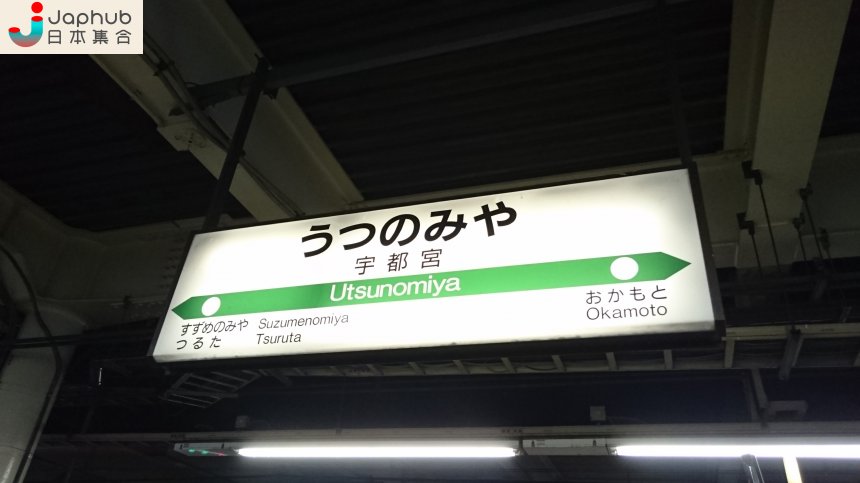 Japhub
日本集合
うつのみや
宇都宮
Utsunomiya
すずめのみや Suzumenomiya
つるた Tsuruta
おかもと
Okamoto